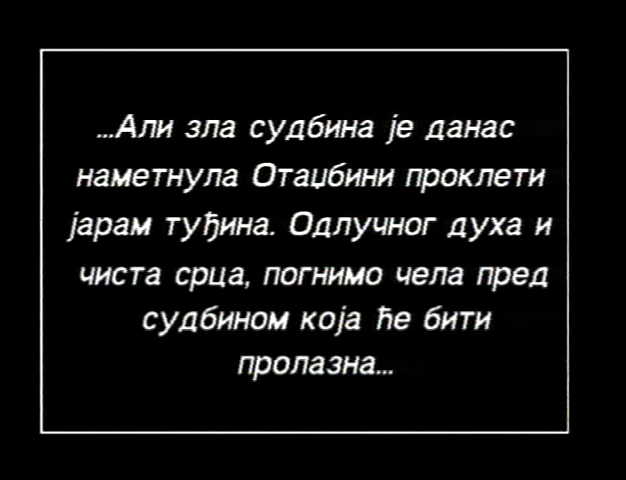 ...Али зла судбина је данас
наметнула Отаџбини проклети
јарам туђина. Одлучног духа и
чиста срца, погнимо чела пред
судбином која ће бити
пролазна...